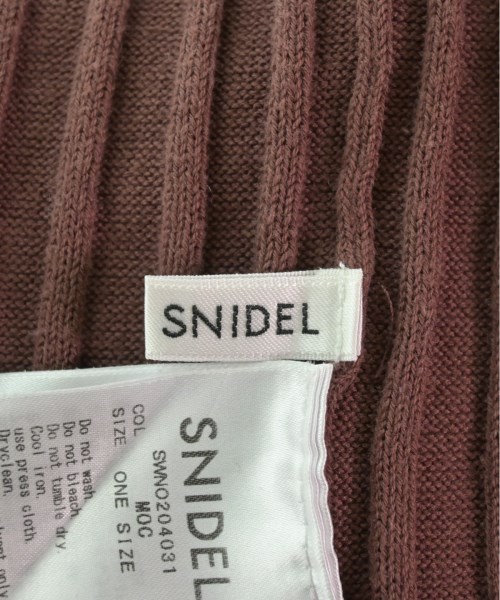 SNIDEL
SNIDEL
SWNO204031
COL MOC
SIZE ONE SIZE
Do not wash.
Do not bleach.
Do not tumble dry.
Cool iron.
use press cloth.
Dryclean.
only